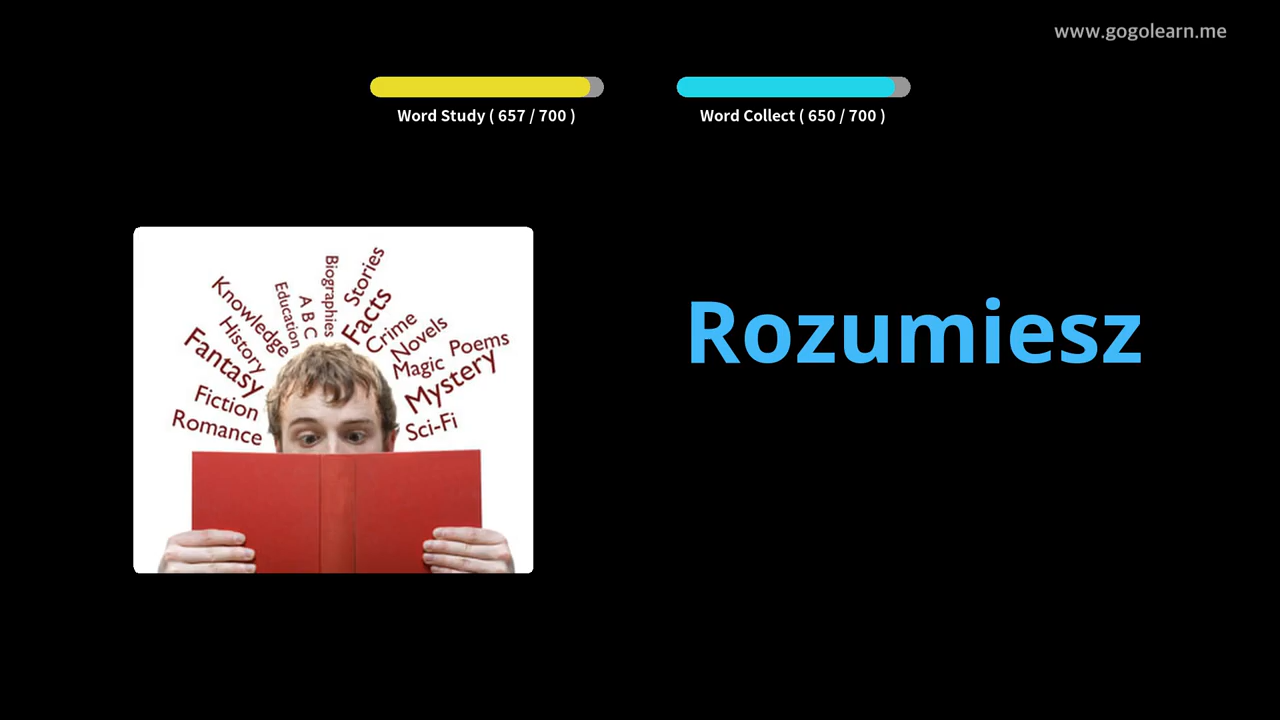 www.gogolearn.me
Word Study ( 657 / 700 )
Word Collect ( 650 / 700 )
Rozumiesz
Knowledge
History
Fantasy
Fiction
Romance
Education
A B C
Biographies
Stories
Facts
Crime
Novels
Magic
Poems
Mystery
Sci-Fi